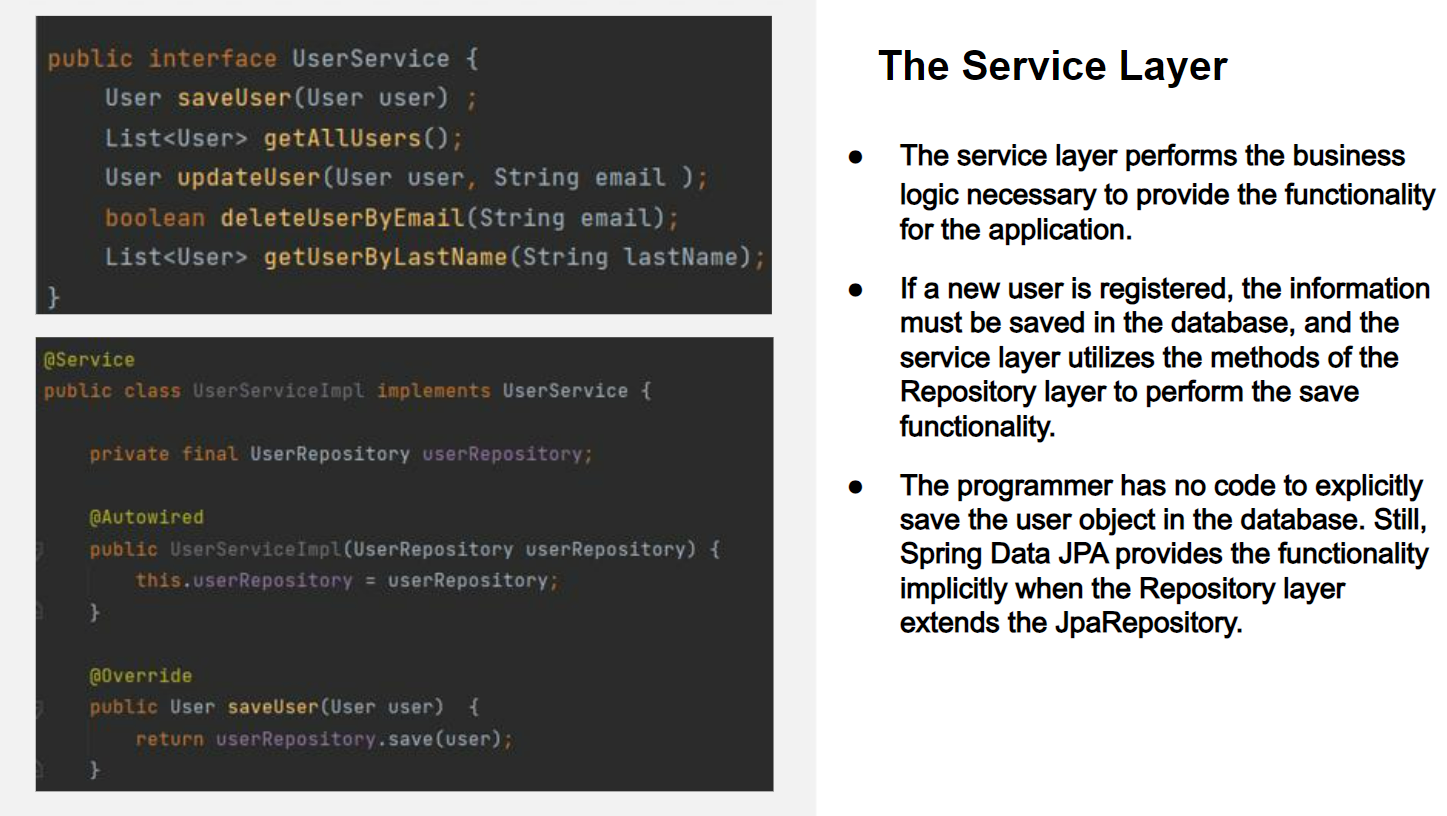 public interface UserService {
User saveUser(User user) ;
List<User> getAllUsers();
User updateUser(User user, String email );
boolean deleteUserByEmail(String email);
List<User> getUserByLastName(String lastName);
}
@Service
public class UserServiceImpl implements UserService {
private final UserRepository userRepository;
@Autowired
public UserServiceImpl(UserRepository userRepository) {
this.userRepository = userRepository;
}
@Override
public User saveUser(User user) {
return userRepository.save(user);
}
The Service Layer
● The service layer performs the business
logic necessary to provide the functionality
for the application.
● If a new user is registered, the information
must be saved in the database, and the
service layer utilizes the methods of the
Repository layer to perform the save
functionality.
● The programmer has no code to explicitly
save the user object in the database. Still,
Spring Data JPA provides the functionality
implicitly when the Repository layer
extends the JpaRepository.